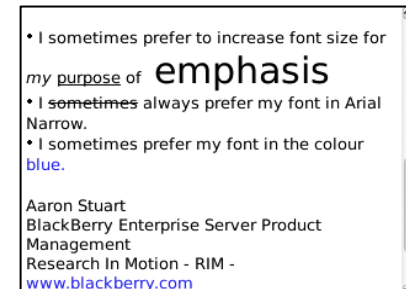 • I sometimes prefer to increase font size for
my purpose of emphasis
• I sometimes always prefer my font in Arial
Narrow.
• I sometimes prefer my font in the colour
blue.
Aaron Stuart
BlackBerry Enterprise Server Product
Management
Research In Motion - RIM -
www.blackberry.com